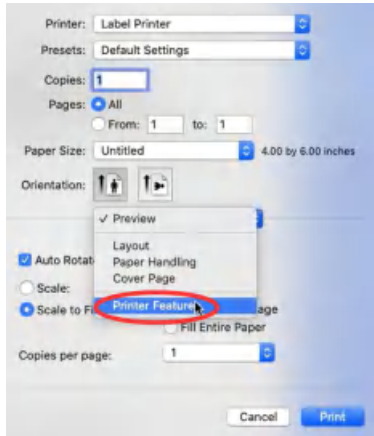 Printer: Label Printer
Presets: Default Settings
Copies: 1
Pages: All
From: 1 to: 1
Paper Size: Untitled 4.00 by 6.00 inches
Orientation:
✓ Preview
Layout
Auto Rotat
Paper Handling
Cover Page
Scale:
Printer Feature
Scale to Fi age
Fill Entire Paper
Copies per page: 1
Cancel Print